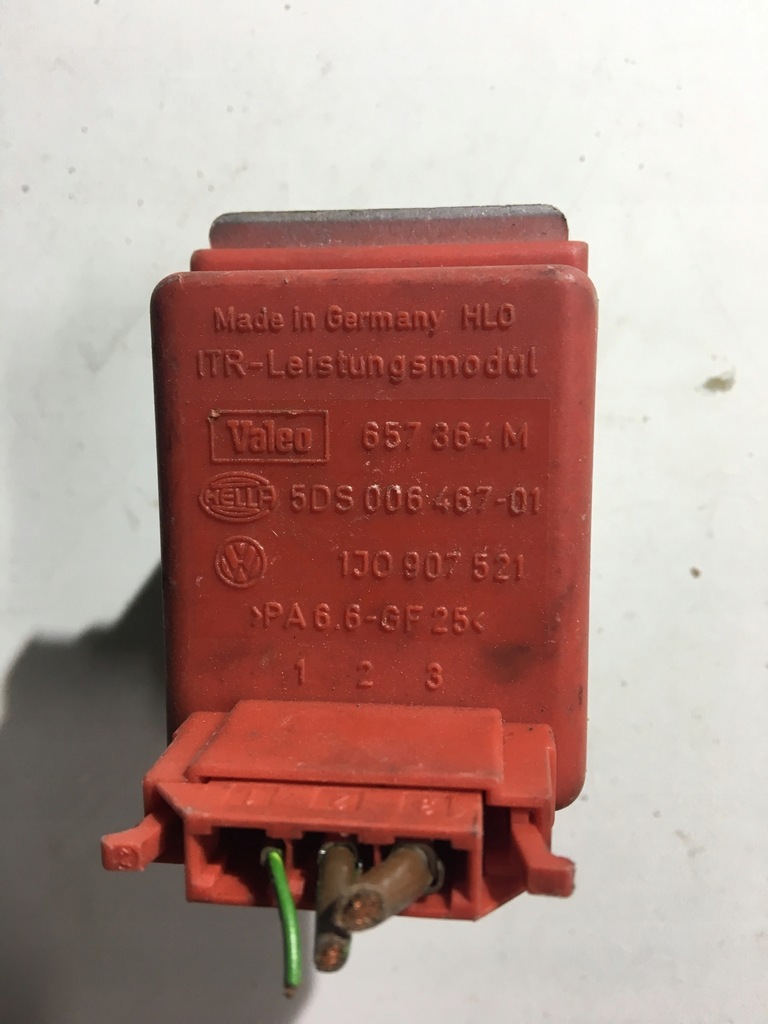 Made in Germany HLO
ITR-Leistungsmodul
Valeo 657 364 M
HELLA 5DS 006 467-01
VW 1J0 907 521
>PA 6.6-GF 25<
1 2 3